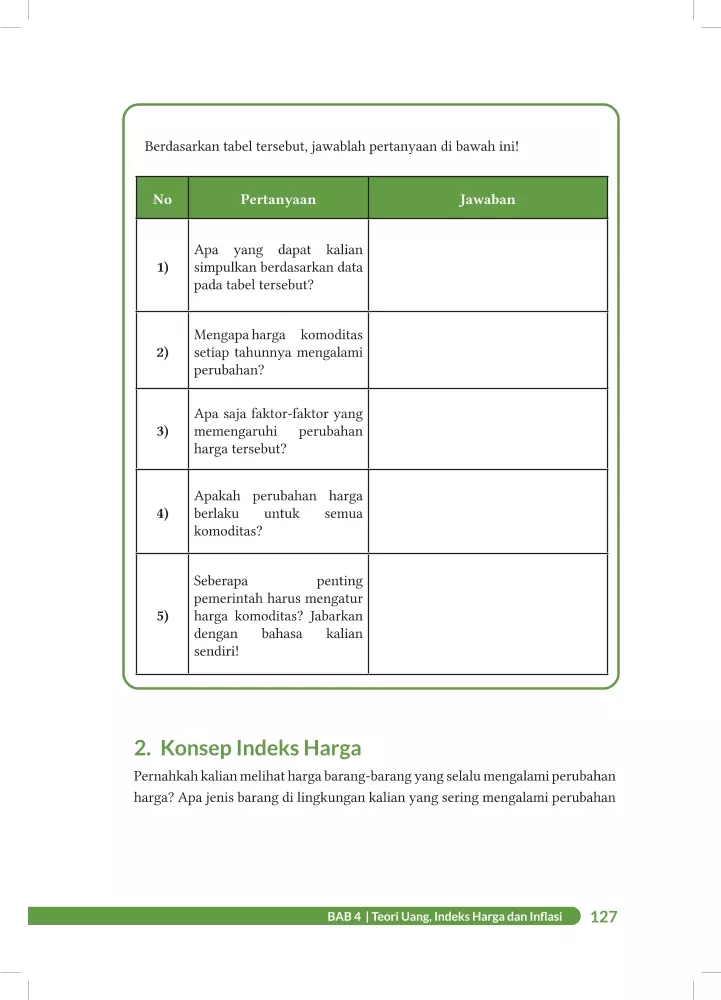 Berdasarkan tabel tersebut, jawablah pertanyaan di bawah ini!
No Pertanyaan Jawaban
1)
Apa yang dapat kalian
simpulkan berdasarkan data
pada tabel tersebut?
2)
Mengapa harga komoditas
setiap tahunnya mengalami
perubahan?
3)
Apa saja faktor-faktor yang
memengaruhi perubahan
harga tersebut?
4)
Apakah perubahan harga
berlaku untuk semua
komoditas?
5)
Seberapa penting
pemerintah harus mengatur
harga komoditas? Jabarkan
dengan bahasa kalian
sendiri!
2. Konsep Indeks Harga
Pernahkah kalian melihat harga barang-barang yang selalu mengalami perubahan
harga? Apa jenis barang di lingkungan kalian yang sering mengalami perubahan
BAB 4 | Teori Uang, Indeks Harga dan Inflasi 127